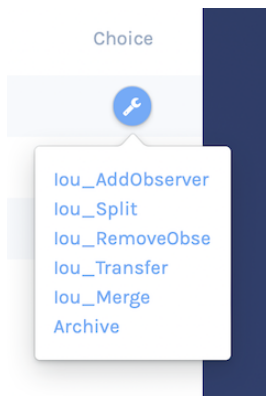 Choice
Iou_AddObserver
Iou_Split
Iou_RemoveObse
Iou_Transfer
Iou_Merge
Archive